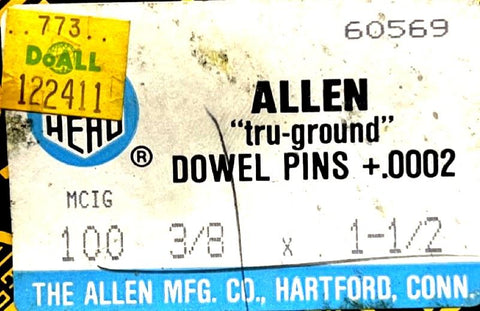 ..773..
DoALL
122411
60569
HEAD
®
ALLEN
"tru-ground"
DOWEL PINS +.0002
MCIG
100 3/8 x 1-1/2
THE ALLEN MFG. CO., HARTFORD, CONN.